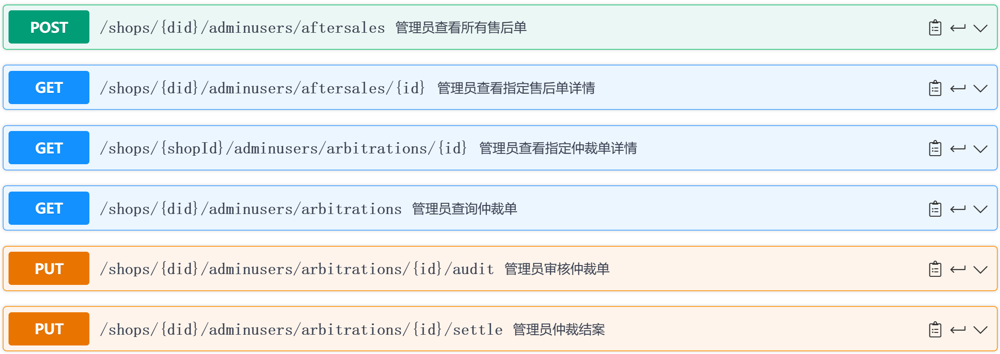 POST /shops/{did}/adminusers/aftersales 管理员查看所有售后单
GET /shops/{did}/adminusers/aftersales/{id} 管理员查看指定售后单详情
GET /shops/{shopId}/adminusers/arbitrations/{id} 管理员查看指定仲裁单详情
GET /shops/{did}/adminusers/arbitrations 管理员查询仲裁单
PUT /shops/{did}/adminusers/arbitrations/{id}/audit 管理员审核仲裁单
PUT /shops/{did}/adminusers/arbitrations/{id}/settle 管理员仲裁结案